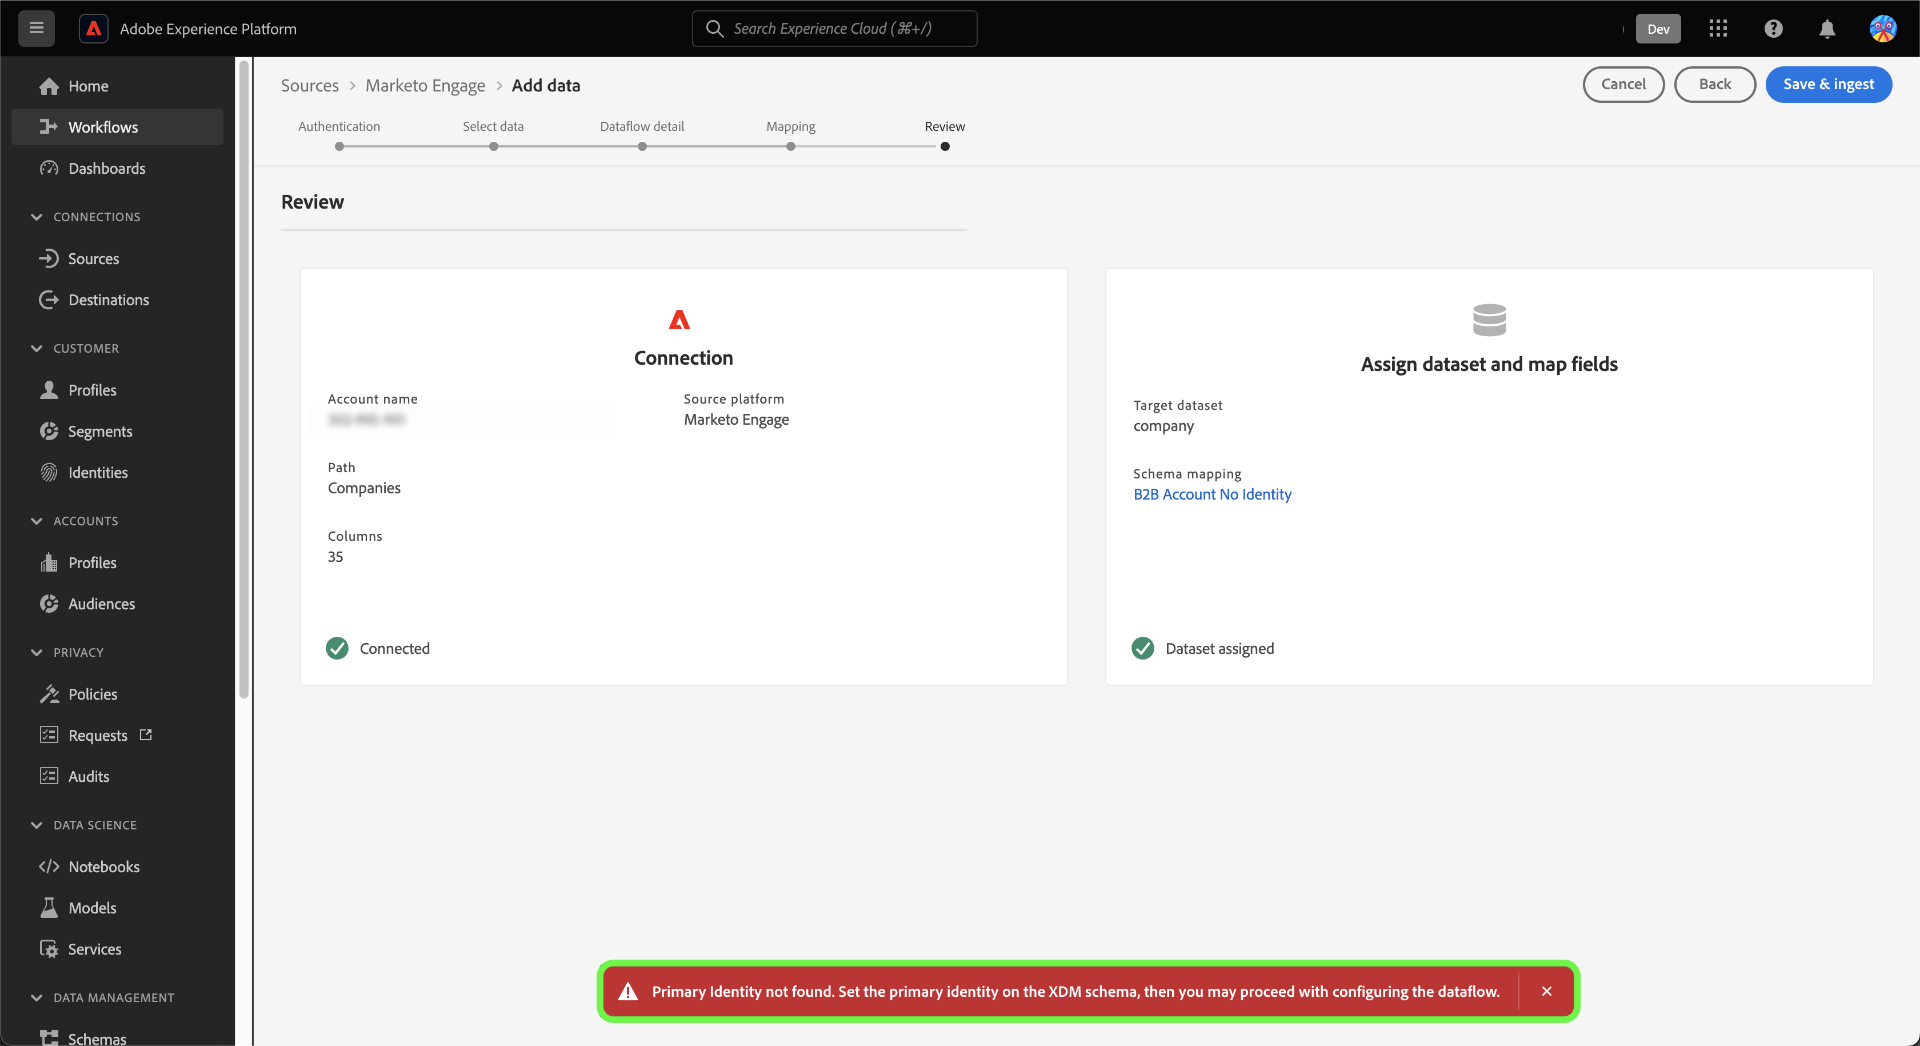 Adobe Experience Platform
Search Experience Cloud (⌘+/)
Dev
Home
Workflows
Dashboards
CONNECTIONS
Sources
Destinations
CUSTOMER
Profiles
Segments
Identities
ACCOUNTS
Profiles
Audiences
PRIVACY
Policies
Requests
Audits
DATA SCIENCE
Notebooks
Models
Services
DATA MANAGEMENT
Schemas
Sources > Marketo Engage > Add data
Cancel
Back
Save & ingest
Authentication
Select data
Dataflow detail
Mapping
Review
Review
Connection
Account name
Source platform
Marketo Engage
Path
Companies
Columns
35
Connected
Assign dataset and map fields
Target dataset
company
Schema mapping
B2B Account No Identity
Dataset assigned
Primary Identity not found. Set the primary identity on the XDM schema, then you may proceed with configuring the dataflow.